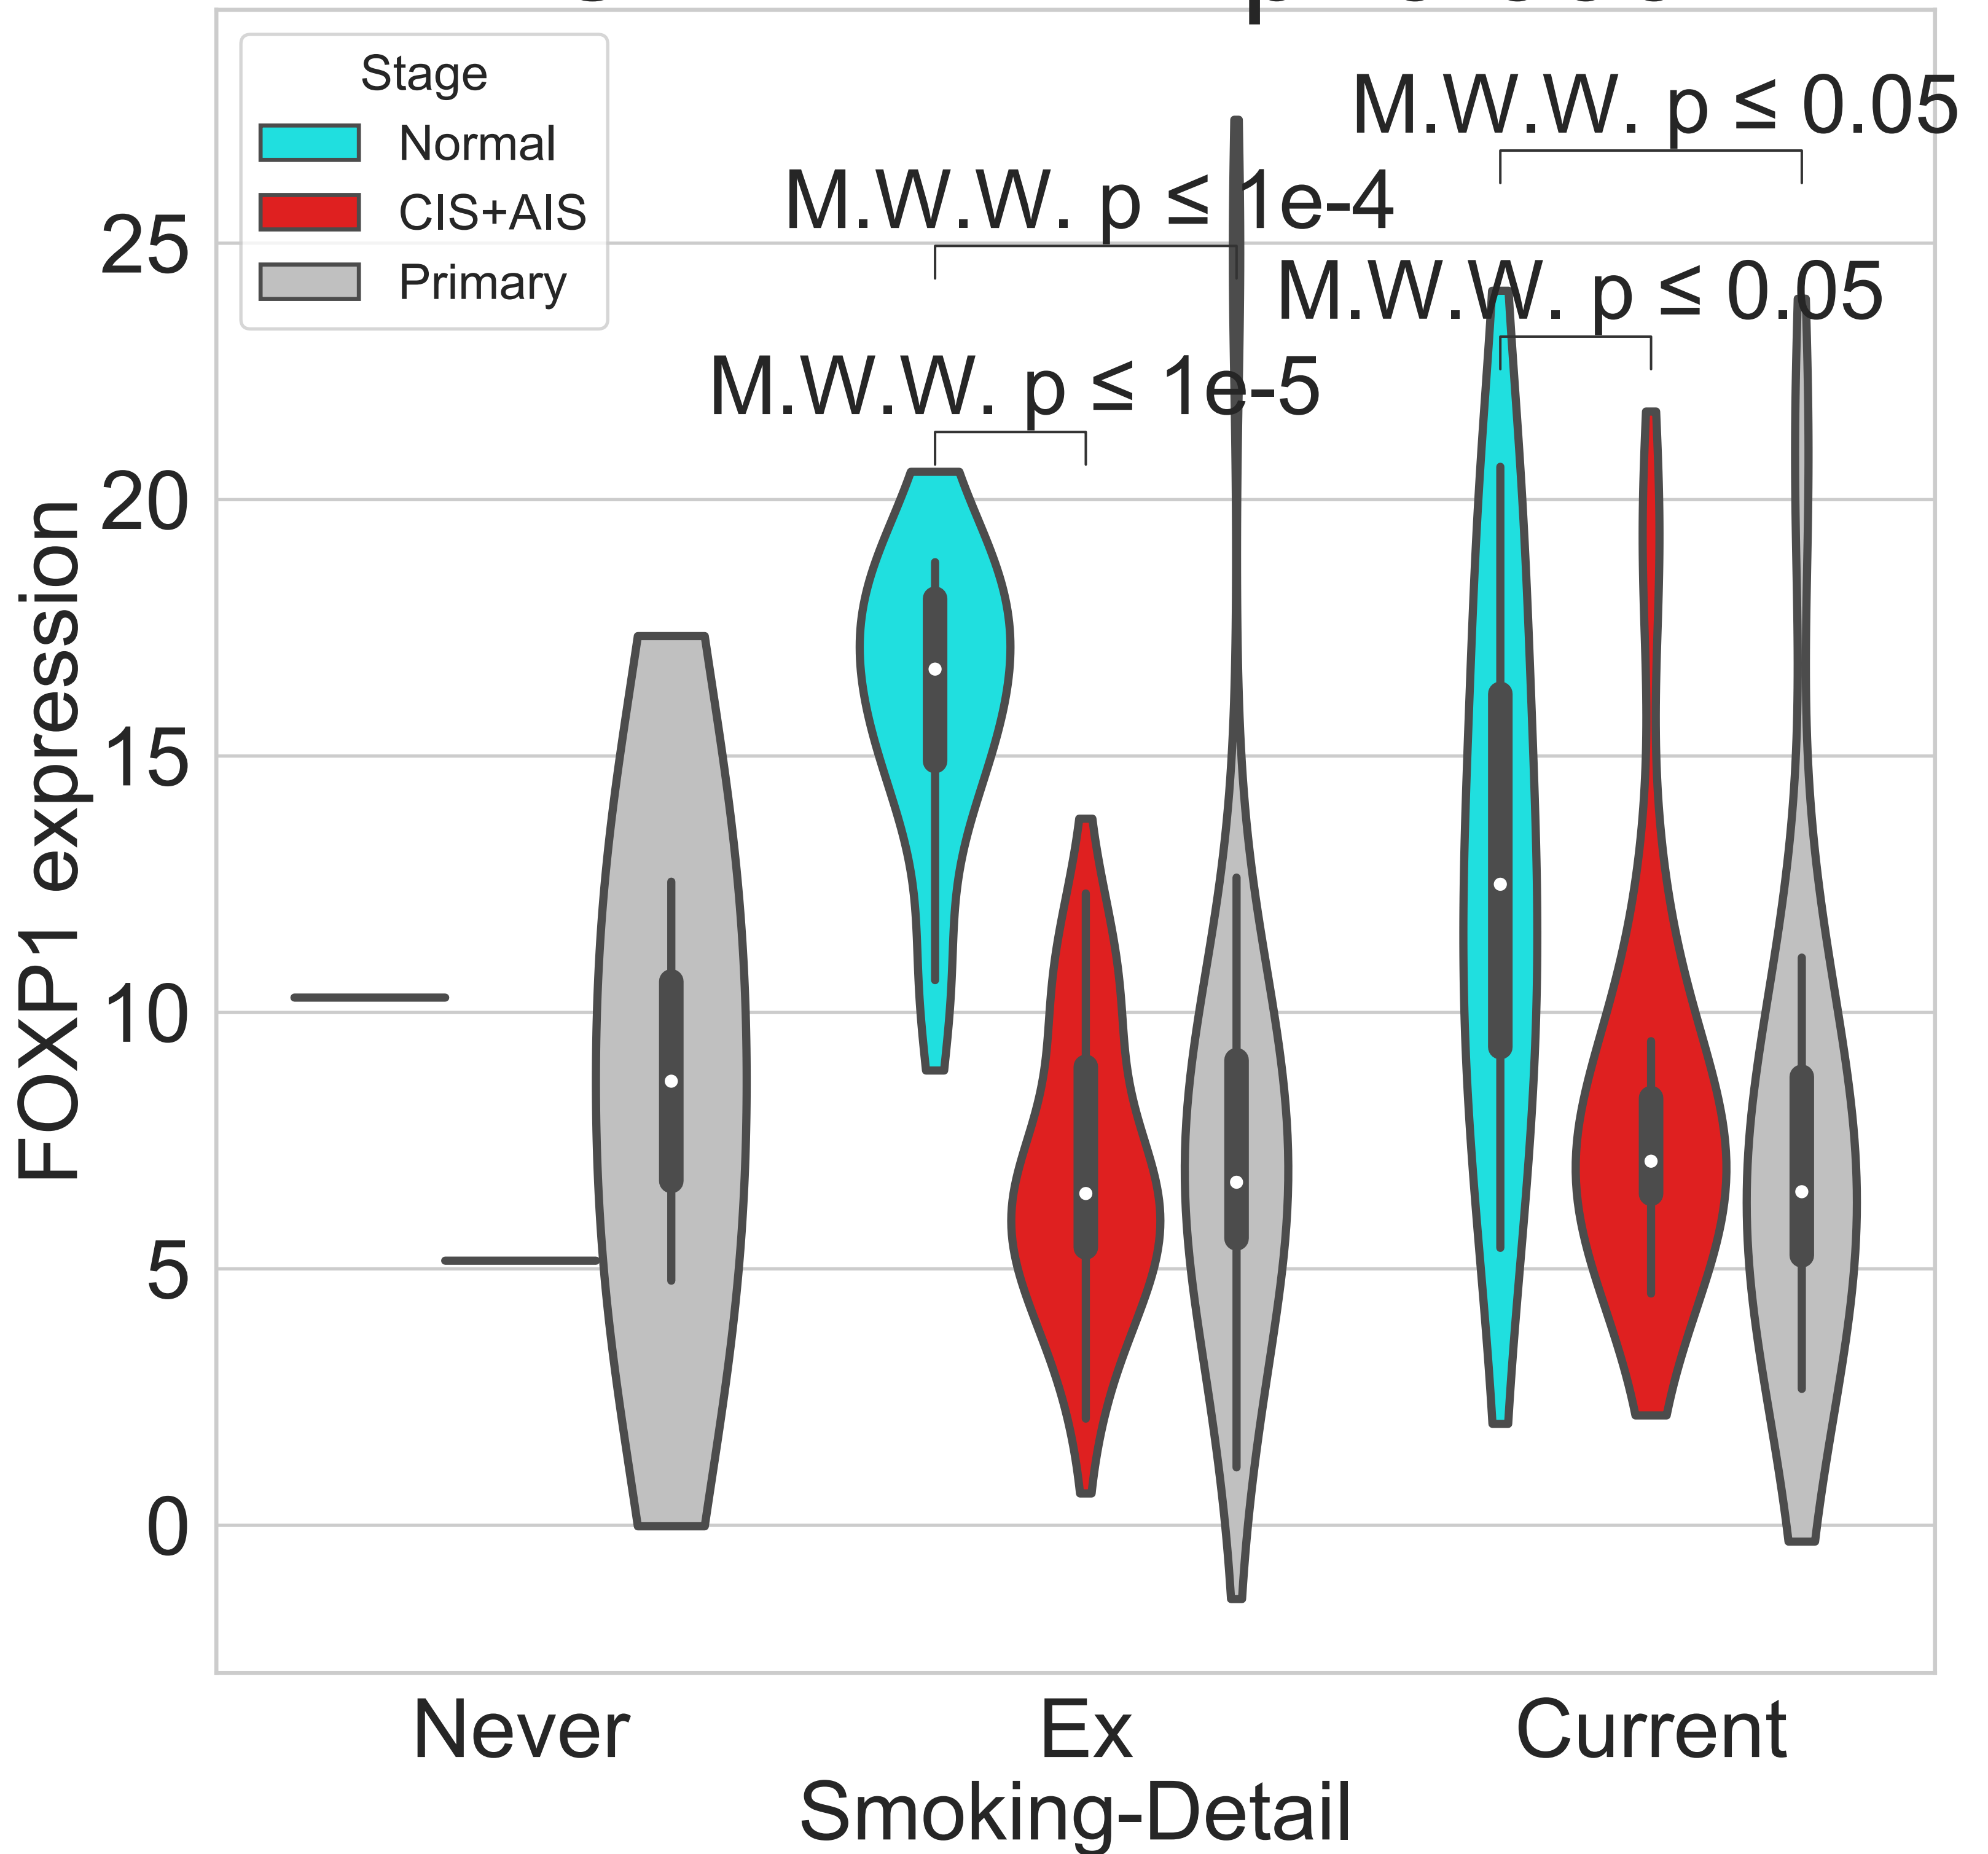 Stage
Normal
CIS+AIS
Primary
M.W.W. p ≤ 0.05
M.W.W. p ≤ 1e-4
M.W.W. p ≤ 0.05
M.W.W. p ≤ 1e-5
25
20
15
10
5
0
FOXP1 expression
Never
Ex
Current
Smoking-Detail